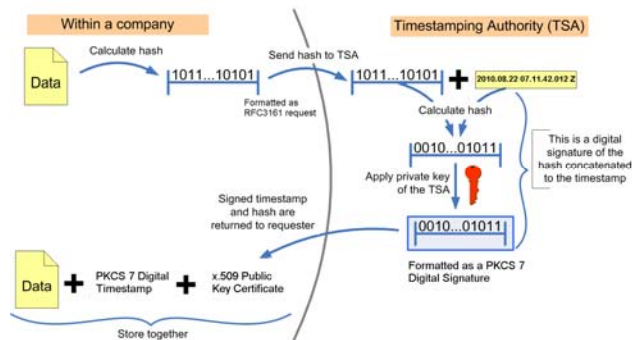 Within a company
Timestamping Authority (TSA)
Data
Calculate hash
1011...10101
Formatted as
RFC3161 request
Send hash to TSA
1011...10101
+
2010.08.22 07.11.42.012 Z
Calculate hash
0010...01011
This is a digital
signature of the
hash concatenated
to the timestamp
Apply private key
of the TSA
0010...01011
Formatted as a PKCS 7
Digital Signature
Signed timestamp
and hash are
returned to requester
Data
+
PKCS 7 Digital
Timestamp
+
x.509 Public
Key Certificate
Store together